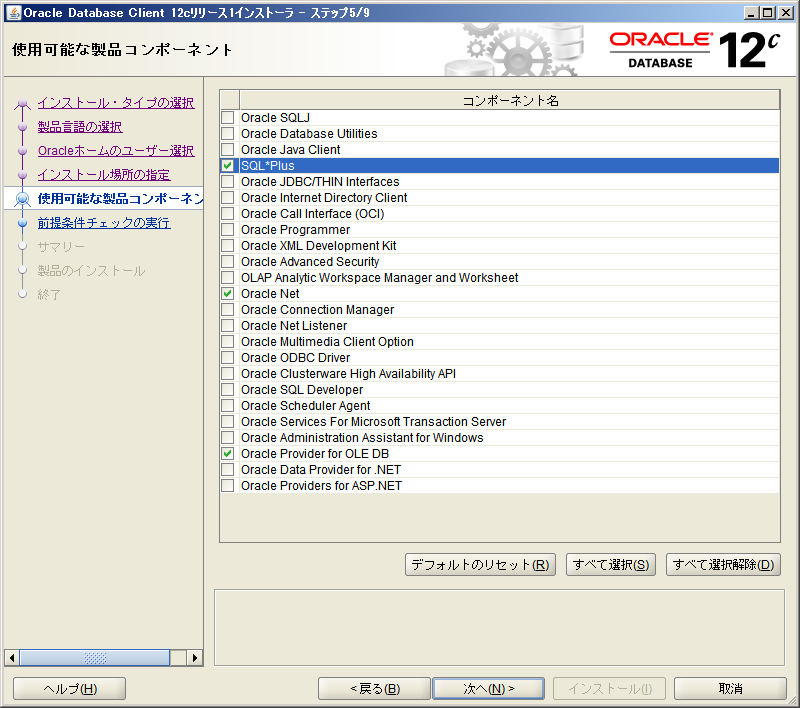 Oracle Database Client 12cリリース1インストーラ - ステップ5/9
使用可能な製品コンポーネント
ORACLE
DATABASE
12c
インストール・タイプの選択
製品言語の選択
Oracleホームのユーザー選択
インストール場所の指定
使用可能な製品コンポーネン
前提条件チェックの実行
サマリー
製品のインストール
終了
コンポーネント名
Oracle SQLJ
Oracle Database Utilities
Oracle Java Client
SQL*Plus
Oracle JDBC/THIN Interfaces
Oracle Internet Directory Client
Oracle Call Interface (OCI)
Oracle Programmer
Oracle XML Development Kit
Oracle Advanced Security
OLAP Analytic Workspace Manager and Worksheet
Oracle Net
Oracle Connection Manager
Oracle Net Listener
Oracle Multimedia Client Option
Oracle ODBC Driver
Oracle Clusterware High Availability API
Oracle SQL Developer
Oracle Scheduler Agent
Oracle Services For Microsoft Transaction Server
Oracle Administration Assistant for Windows
Oracle Provider for OLE DB
Oracle Data Provider for .NET
Oracle Providers for ASP.NET
デフォルトのリセット(R) すべて選択(S) すべて選択解除(D)
ヘルプ(H) < 戻る(B) 次へ(N) > インストール(I) 取消